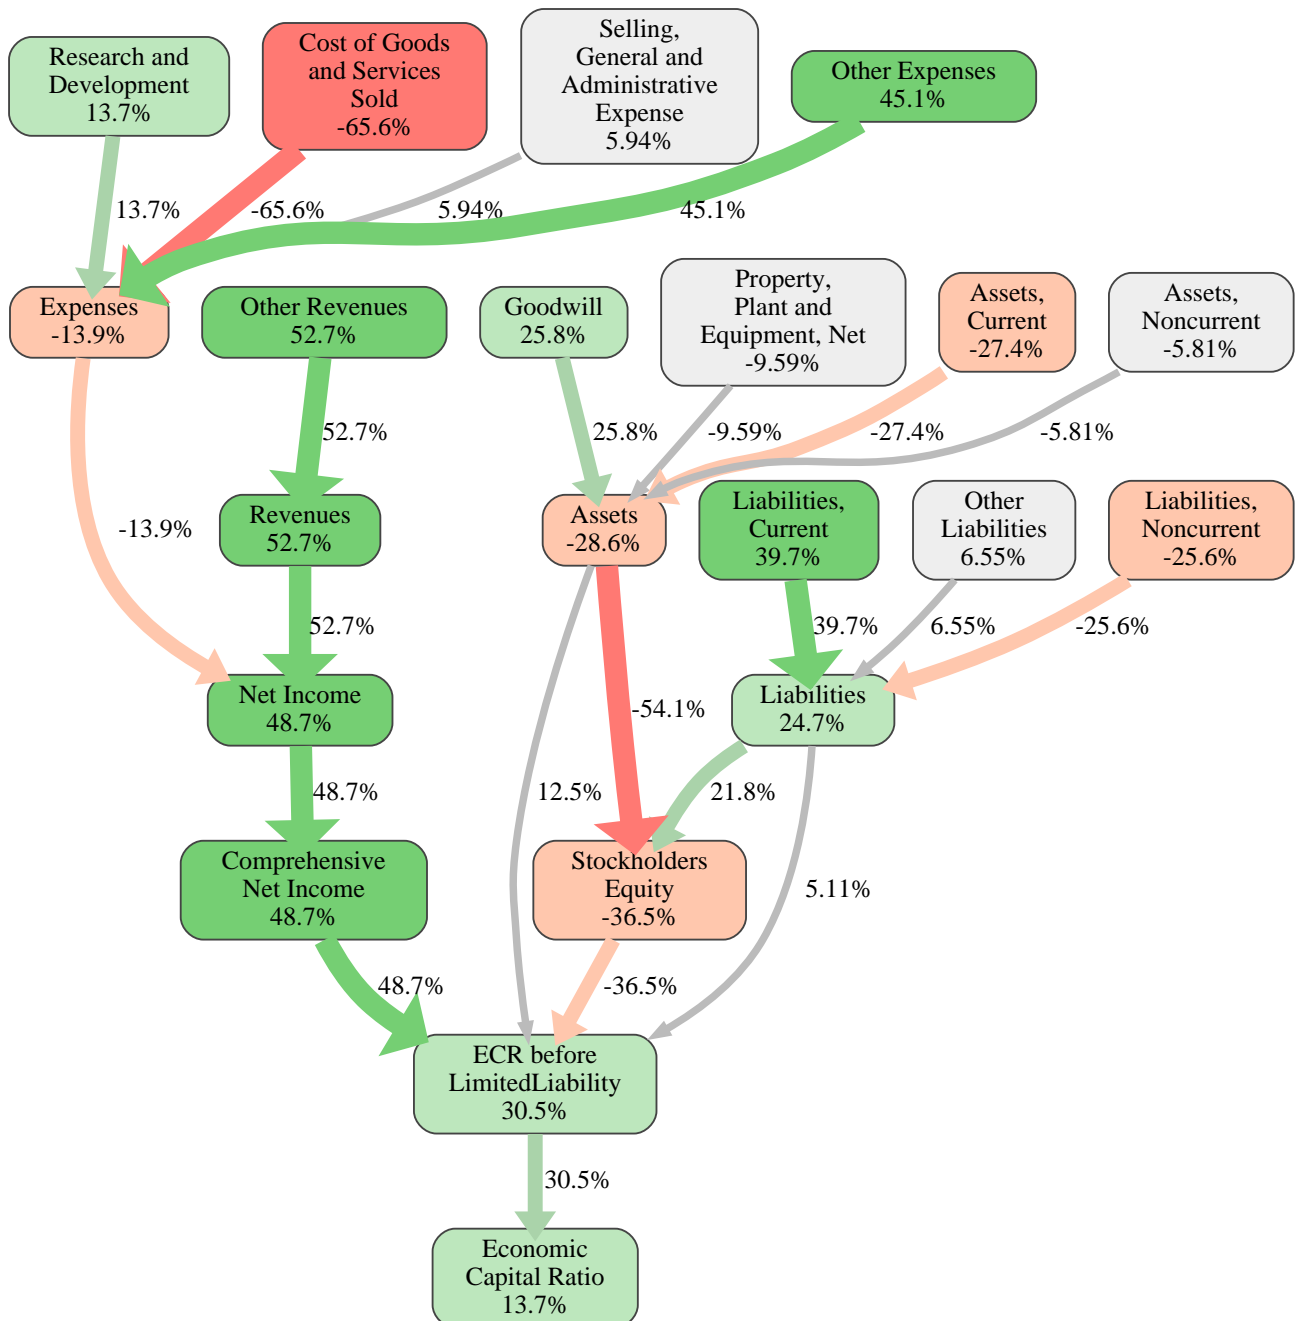 Research and
Development
13.7%
Cost of Goods
and Services
Sold
-65.6%
Selling,
General and
Administrative
Expense
5.94%
Other Expenses
45.1%
13.7%
-65.6%
5.94%
45.1%
Expenses
-13.9%
Other Revenues
52.7%
Goodwill
25.8%
Property,
Plant and
Equipment, Net
-9.59%
Assets,
Current
-27.4%
Assets,
Noncurrent
-5.81%
52.7%
25.8%
-9.59%
-27.4%
-5.81%
-13.9%
Revenues
52.7%
Assets
-28.6%
Liabilities,
Current
39.7%
Other
Liabilities
6.55%
Liabilities,
Noncurrent
-25.6%
52.7%
39.7%
6.55%
-25.6%
Net Income
48.7%
-54.1%
Liabilities
24.7%
48.7%
12.5%
21.8%
Comprehensive
Net Income
48.7%
Stockholders
Equity
-36.5%
5.11%
48.7%
-36.5%
ECR before
LimitedLiability
30.5%
30.5%
Economic
Capital Ratio
13.7%